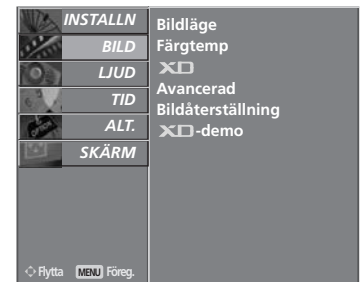 INSTALLN
BILD
LJUD
TID
ALT.
SKÄRM
Bildläge
Färgtemp
XD
Avancerad
Bildåterställning
XD-demo
Flytta MENU Föreg.